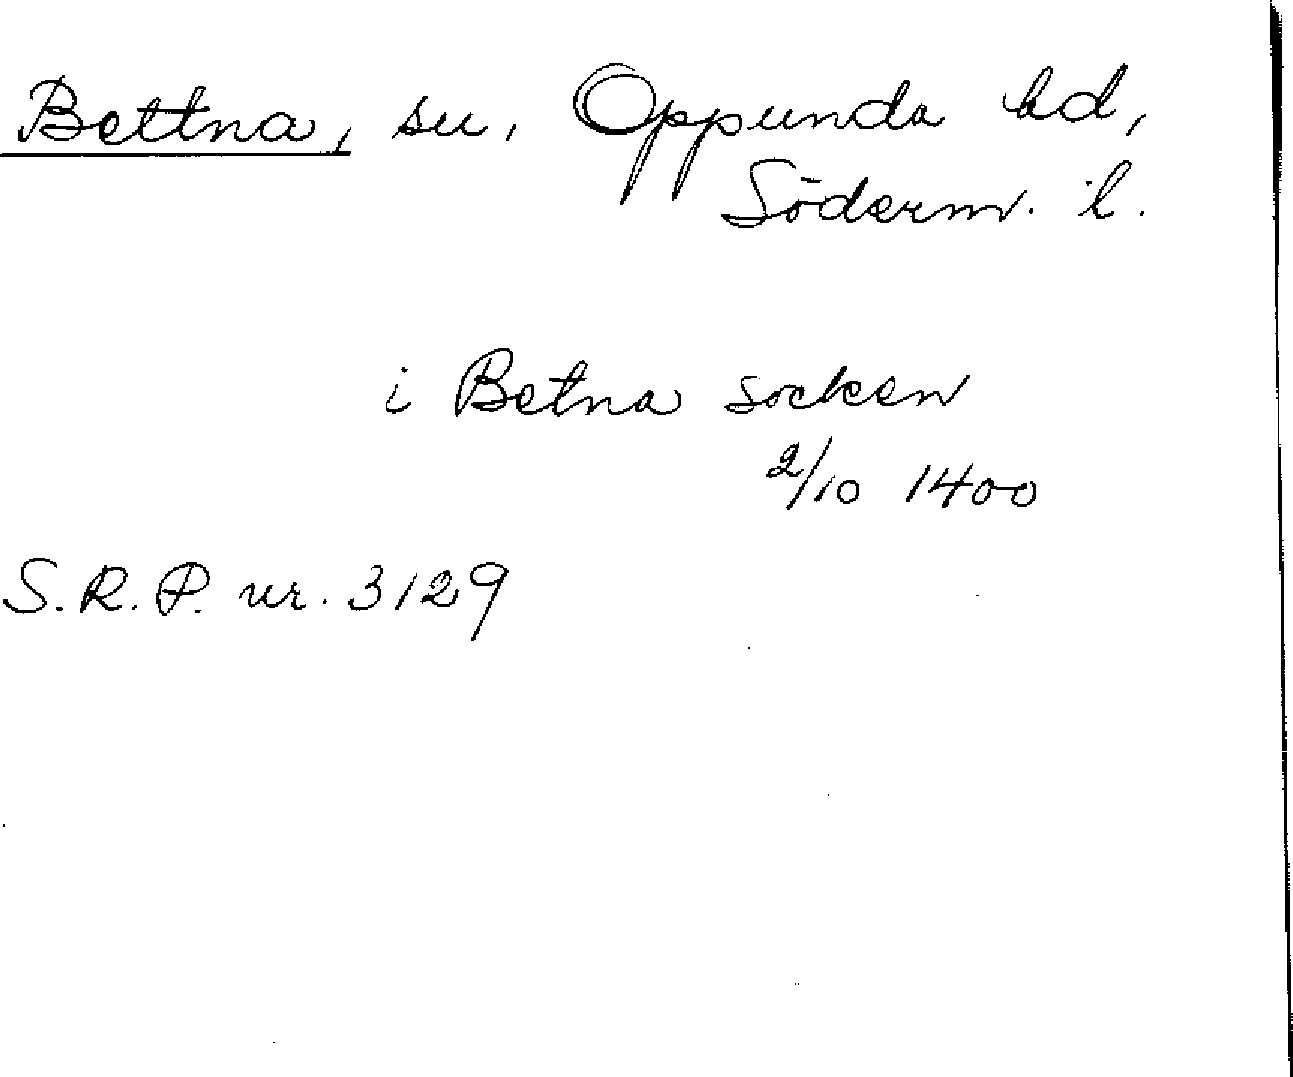 Bettna, sn, Oppunda hd,
Söderm. l.
i Betna socken
2/10 1400
S.R.P. nr. 3129